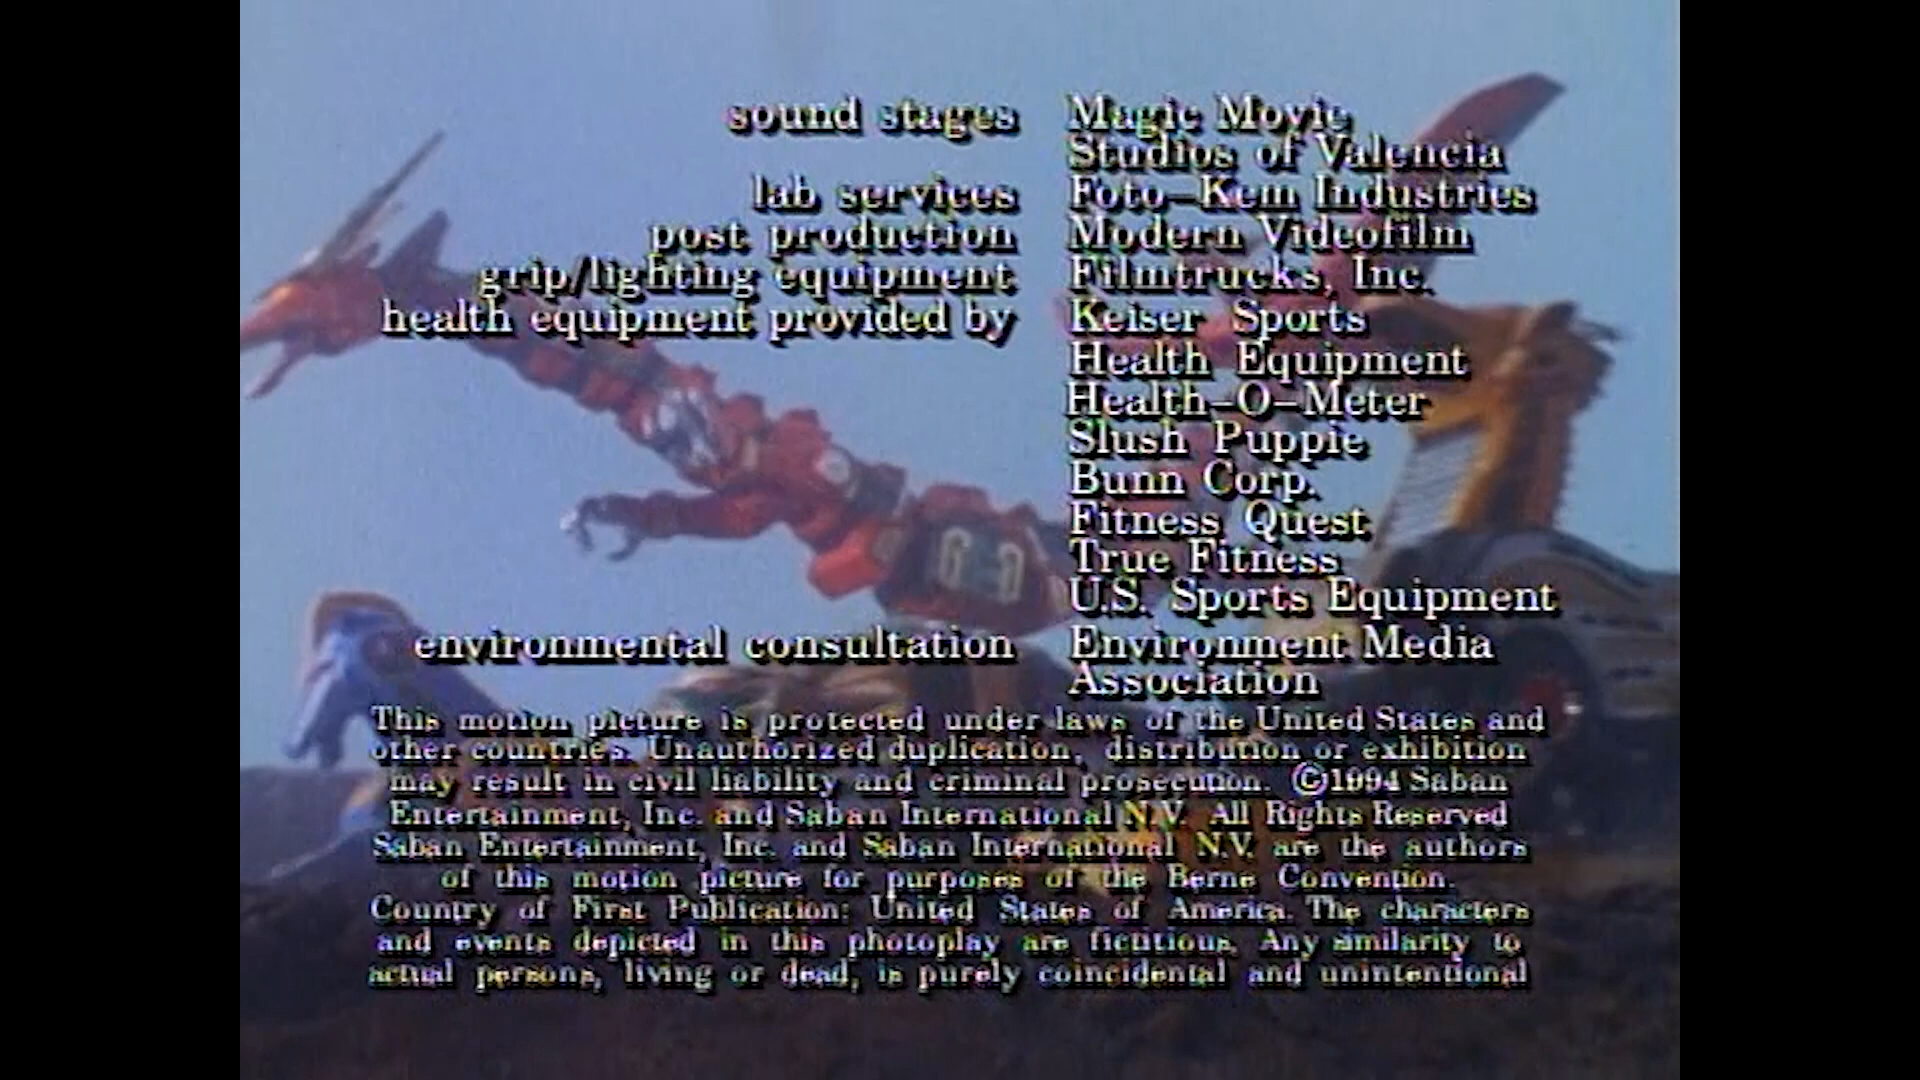 sound stages Magic Movie
Studios of Valencia
lab services Foto-Kem Industries
post production Modern Videofilm
grip/lighting equipment Filmtrucks, Inc.
health equipment provided by Keiser Sports
Health Equipment
Health-O-Meter
Slush Puppie
Bunn Corp.
Fitness Quest
True Fitness
U.S. Sports Equipment
environmental consultation Environment Media
Association
This motion picture is protected under laws of the United States and
other countries. Unauthorized duplication, distribution or exhibition
may result in civil liability and criminal prosecution. ©1994 Saban
Entertainment, Inc. and Saban International N.V. All Rights Reserved
Saban Entertainment, Inc. and Saban International N.V. are the authors
of this motion picture for purposes of the Berne Convention.
Country of First Publication: United States of America. The characters
and events depicted in this photoplay are fictitious. Any similarity to
actual persons, living or dead, is purely coincidental and unintentional